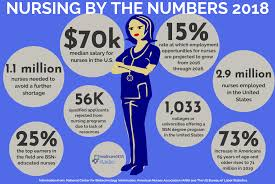 NURSING BY THE NUMBERS 2018
$70k
median salary for
nurses in the U.S.
15%
rate at which employment
opportunities for nurses
are projected to grow
from 2016
through 2026
1.1 million
nurses needed to
avoid a further
shortage
2.9 million
nurses employed
in the
United States
56K
qualified applicants
rejected from
nursing programs
due to lack of
resources
1,033
colleges or
universities offering a
BSN degree program
in the United States
25%
the top earners in
the field are BSN-
educated nurses
73%
increase in Americans
65 years of age and
older